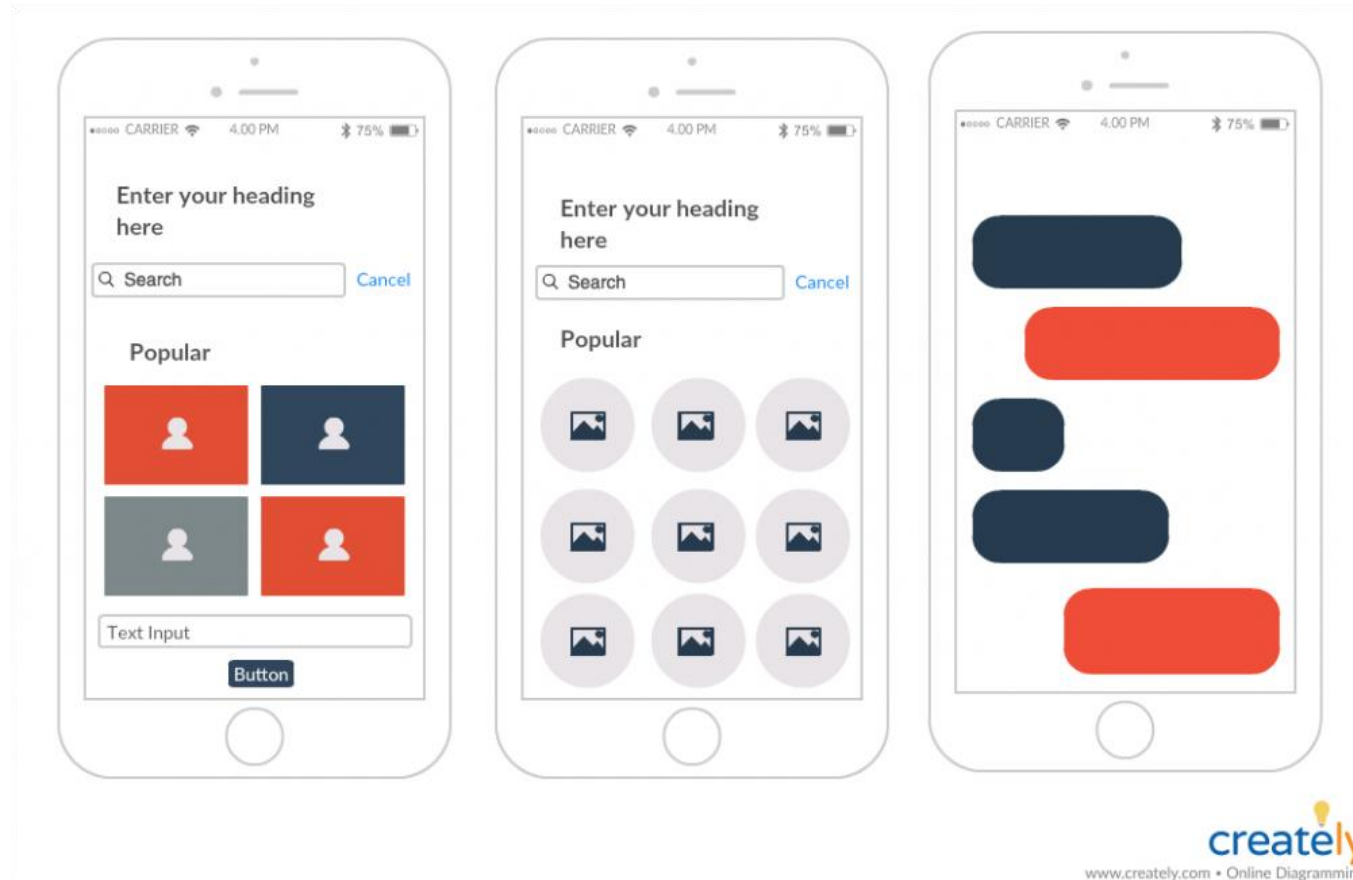 CARRIER 4.00 PM 75%
Enter your heading
here
Search Cancel
Popular
Text Input
Button
CARRIER 4.00 PM 75%
Enter your heading
here
Search Cancel
Popular
CARRIER 4.00 PM 75%
creately
www.creately.com • Online Diagrammin